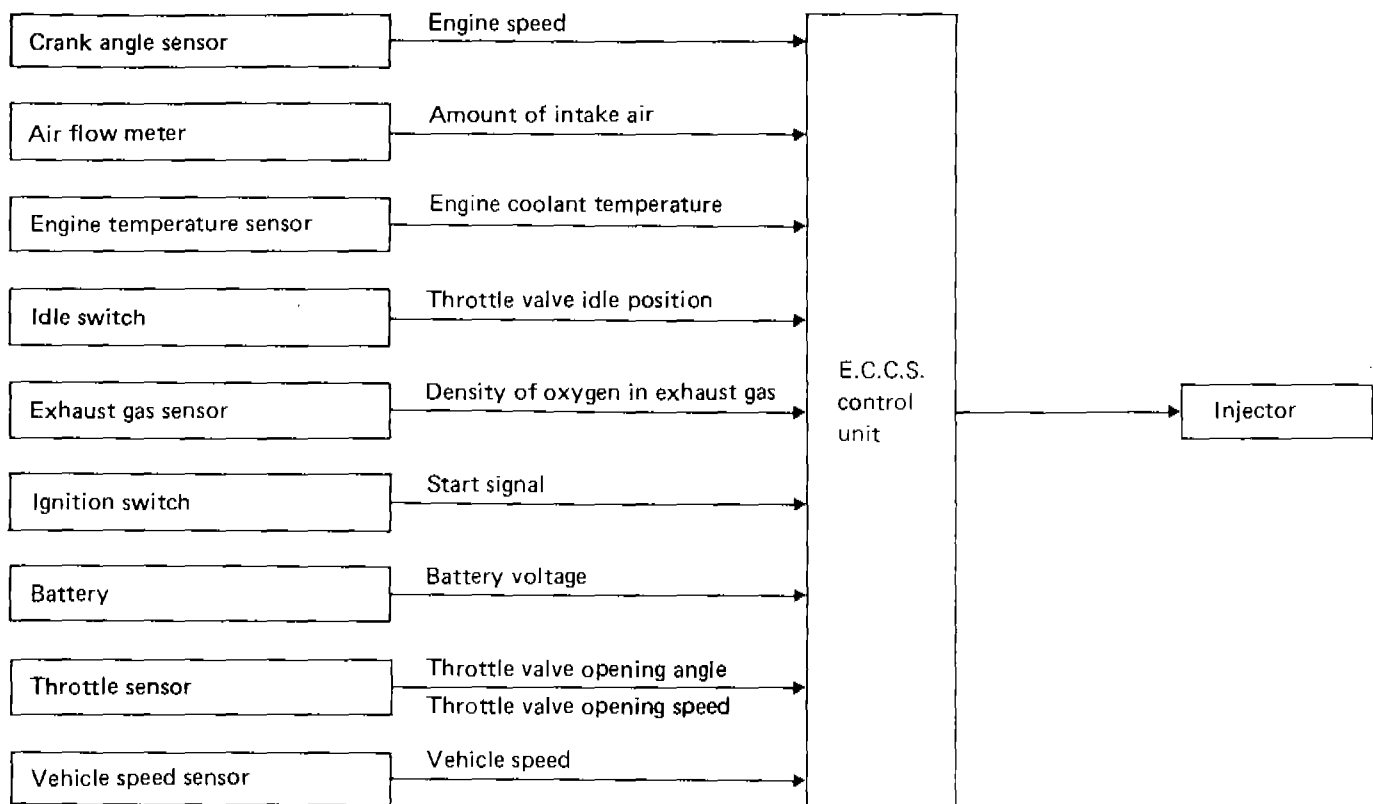 Crank angle sensor
Engine speed
Air flow meter
Amount of intake air
Engine temperature sensor
Engine coolant temperature
Idle switch
Throttle valve idle position
Exhaust gas sensor
Density of oxygen in exhaust gas
Ignition switch
Start signal
Battery
Battery voltage
Throttle sensor
Throttle valve opening angle
Throttle valve opening speed
Vehicle speed sensor
Vehicle speed
E.C.C.S.
control
unit
Injector